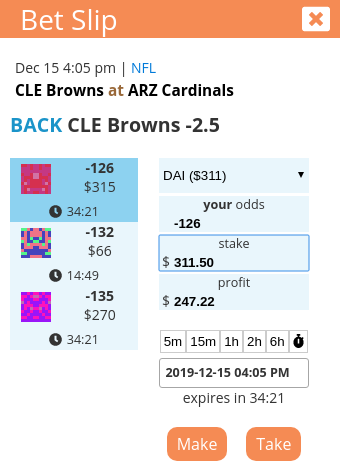 Bet Slip
Dec 15 4:05 pm | NFL
CLE Browns at ARZ Cardinals
BACK CLE Browns -2.5
-126
$315
34:21
-132
$66
14:49
-135
$270
34:21
DAI ($311)
your odds
-126
stake
$ 311.50
profit
$ 247.22
5m 15m 1h 2h 6h
2019-12-15 04:05 PM
expires in 34:21
Make Take